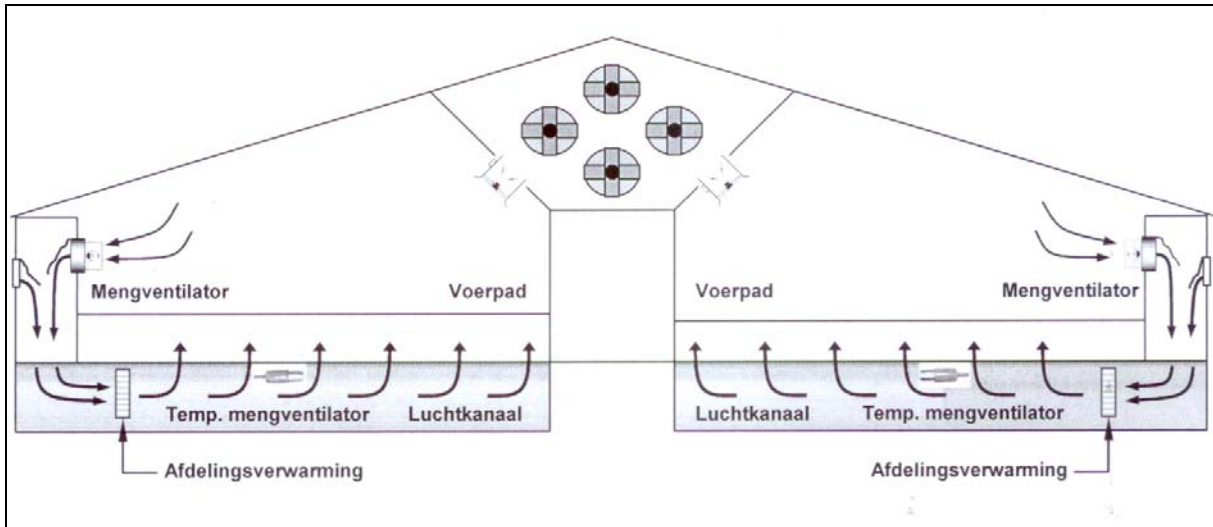 Mengventilator
Voerpad
Voerpad
Mengventilator
Temp. mengventilator
Luchtkanaal
Luchtkanaal
Temp. mengventilator
Afdelingsverwarming
Afdelingsverwarming